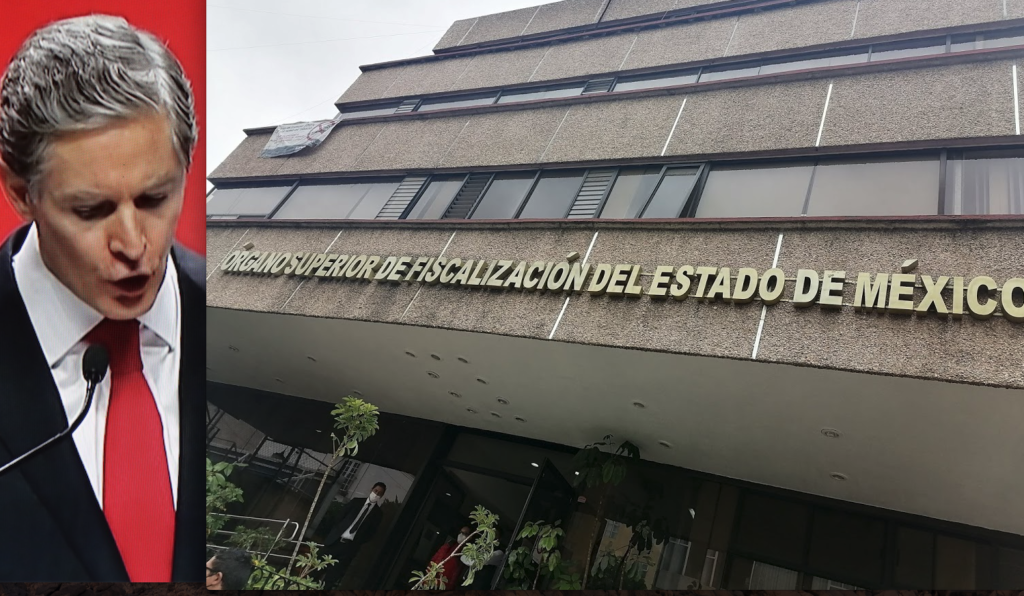 ÓRGANO SUPERIOR DE FISCALIZACIÓN DEL ESTADO DE MÉXICO